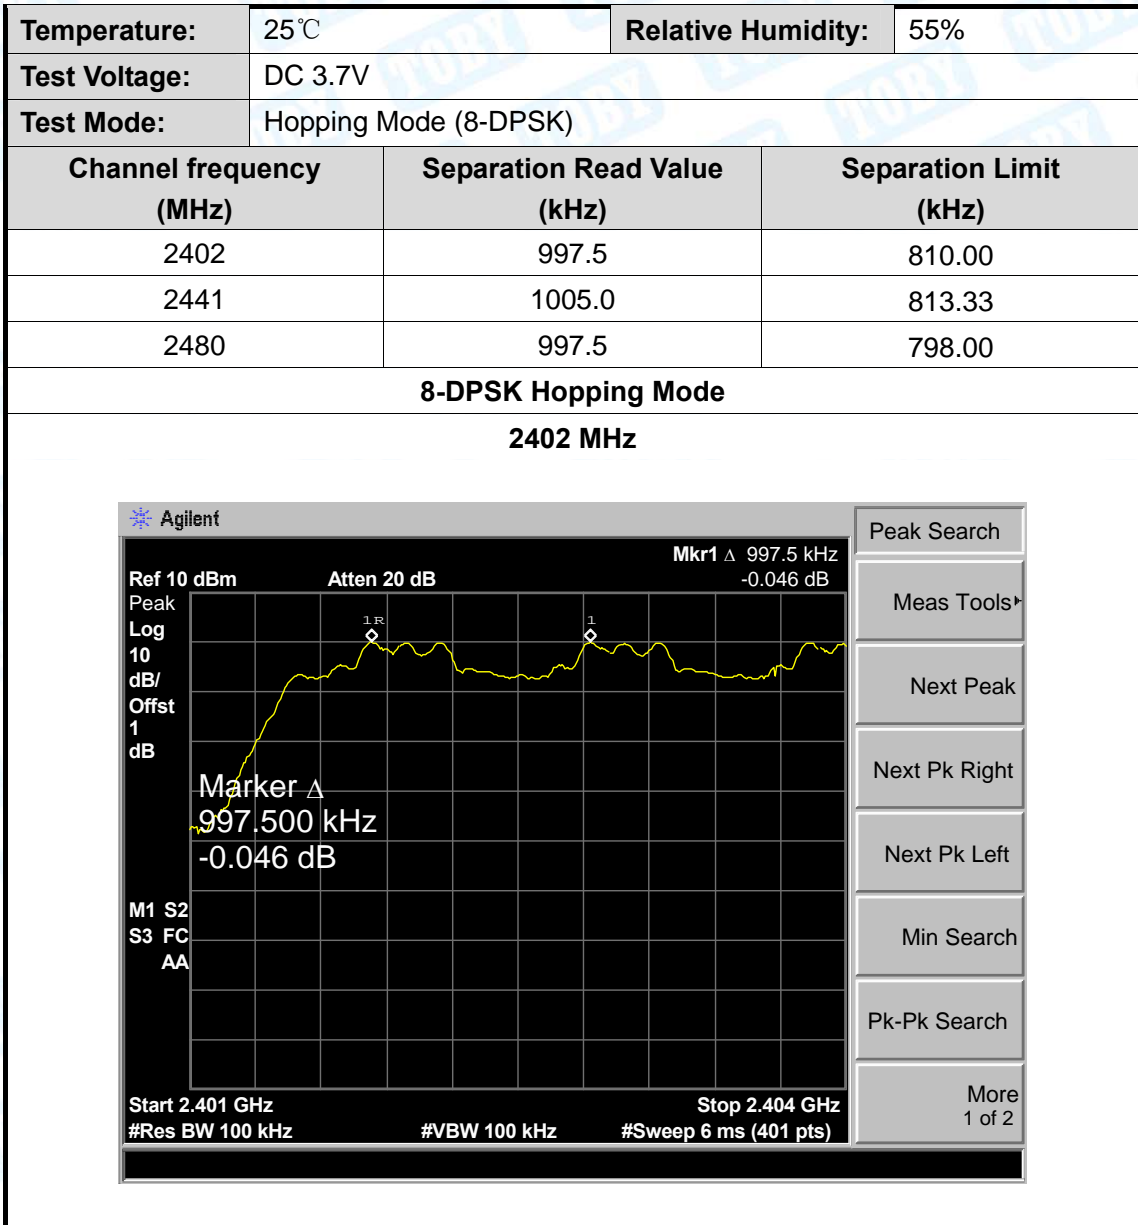 Temperature: 25℃ Relative Humidity: 55%
Test Voltage: DC 3.7V
Test Mode: Hopping Mode (8-DPSK)
Channel frequency Separation Read Value Separation Limit
(MHz) (kHz) (kHz)
2402 997.5 810.00
2441 1005.0 813.33
2480 997.5 798.00
8-DPSK Hopping Mode
2402 MHz
Agilent
Peak Search
Mkr1 Δ 997.5 kHz
Ref 10 dBm Atten 20 dB -0.046 dB
Peak
Log
10
dB/
Offst
1
dB
1R 1
Marker Δ
997.500 kHz
-0.046 dB
M1 S2
S3 FC
AA
Start 2.401 GHz Stop 2.404 GHz
#Res BW 100 kHz #VBW 100 kHz #Sweep 6 ms (401 pts)
Meas Tools
Next Peak
Next Pk Right
Next Pk Left
Min Search
Pk-Pk Search
More
1 of 2
TOBY